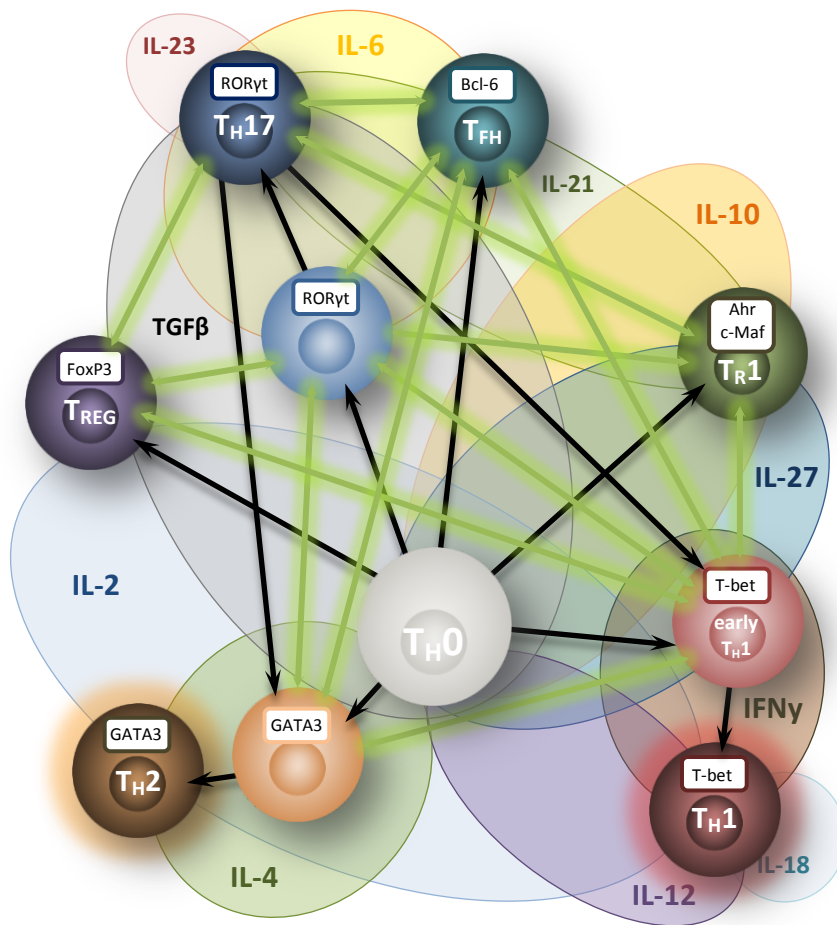 IL-23
IL-6
RORγt
TH17
Bcl-6
TFH
IL-21
IL-10
RORγt
TGFβ
Ahr
c-Maf
TR1
FoxP3
TREG
IL-27
IL-2
T-bet
early
TH1
TH0
IFNγ
GATA3
TH2
GATA3
T-bet
TH1
IL-4
IL-12
IL-18